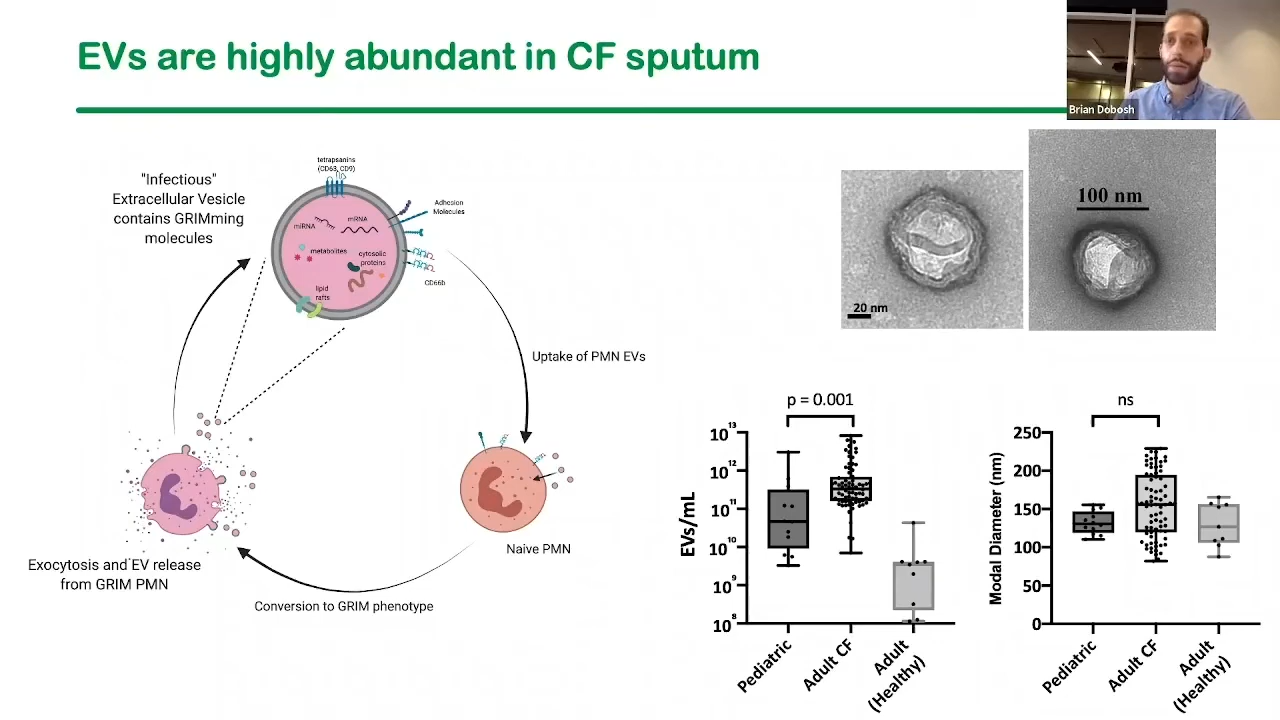 EVs are highly abundant in CF sputum
Brian Dobosh
"Infectious"
Extracellular Vesicle
contains GRIMming
molecules
tetrapsanins
(CD63, CD9)
Adhesion
Molecules
miRNA
mRNA
metabolites
cytosolic
proteins
lipid
rafts
CD66b
Uptake of PMN EVs
Naive PMN
Conversion to GRIM phenotype
Exocytosis and EV release
from GRIM PMN
20 nm
100 nm
p = 0.001
EVs/mL
10¹³
10¹²
10¹¹
10¹⁰
10⁹
10⁸
Pediatric
Adult CF
Adult
(Healthy)
ns
Modal Diameter (nm)
250
200
150
100
50
0
Pediatric
Adult CF
Adult
(Healthy)